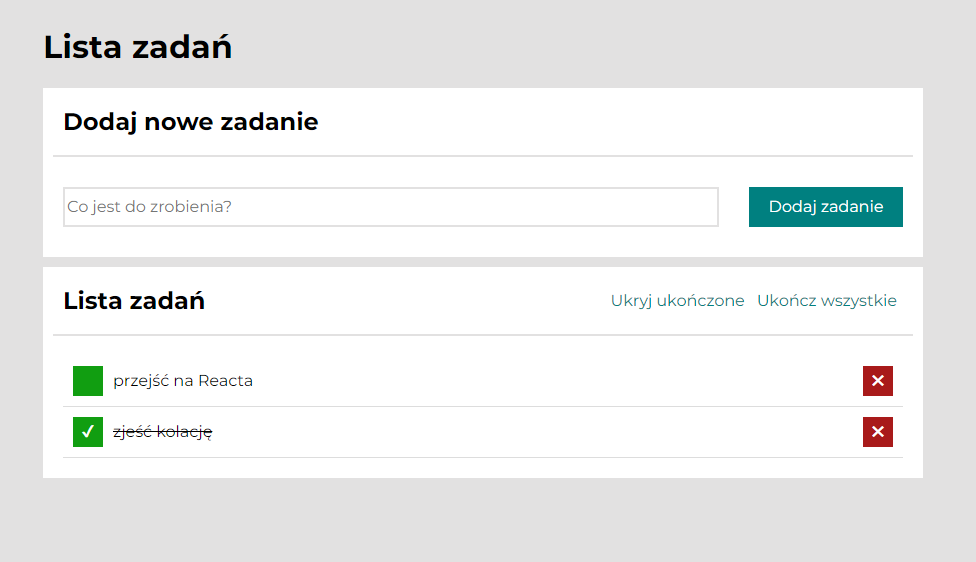 Lista zadań
Dodaj nowe zadanie
Co jest do zrobienia?
Dodaj zadanie
Lista zadań
Ukryj ukończone
Ukończ wszystkie
przejść na Reacta
zjeść kolację